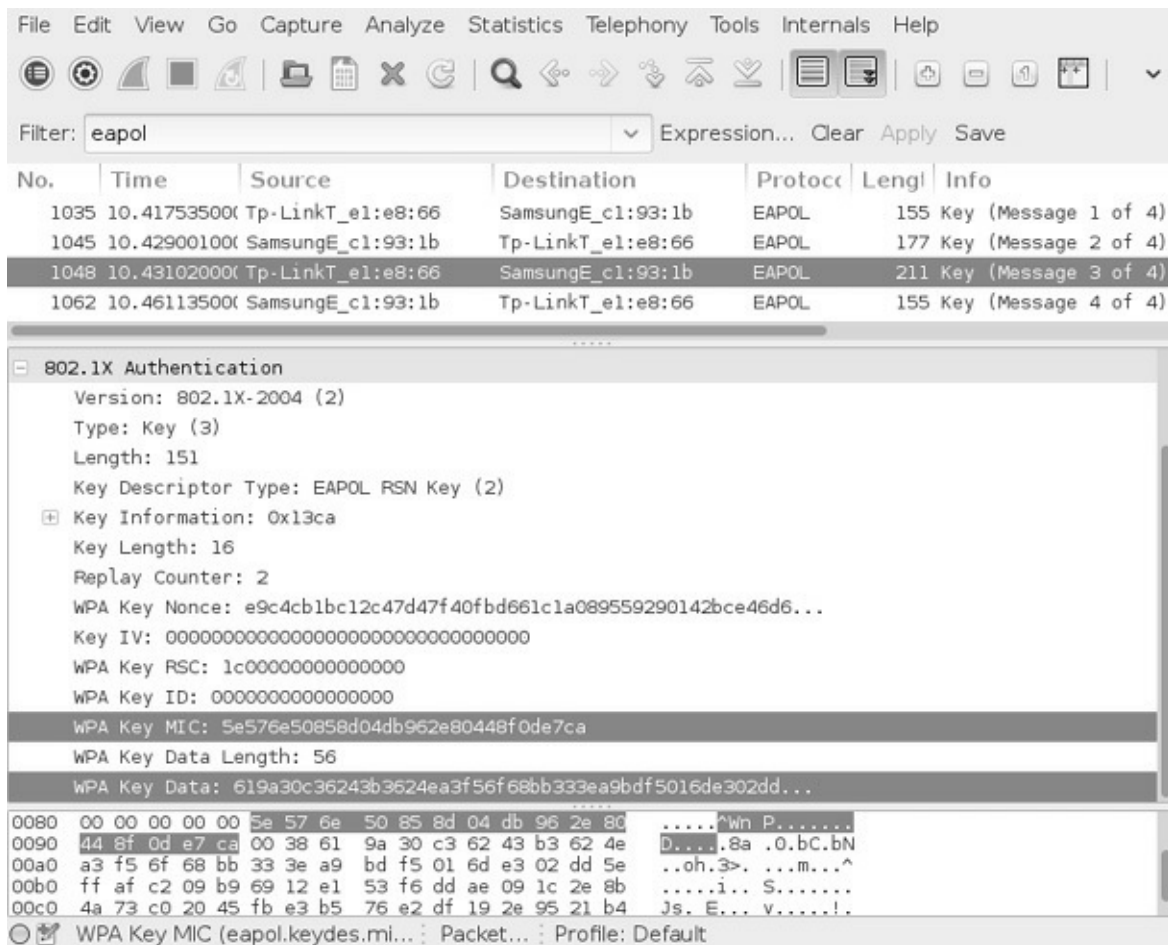 File Edit View Go Capture Analyze Statistics Telephony Tools Internals Help
Filter: eapol Expression... Clear Apply Save
No. Time Source Destination Protocc Lengl Info
1035 10.417535000 Tp-LinkT_e1:e8:66 SamsungE_c1:93:1b EAPOL 155 Key (Message 1 of 4)
1045 10.429001000 SamsungE_c1:93:1b Tp-LinkT_e1:e8:66 EAPOL 177 Key (Message 2 of 4)
1048 10.431020000 Tp-LinkT_e1:e8:66 SamsungE_c1:93:1b EAPOL 211 Key (Message 3 of 4)
1062 10.461135000 SamsungE_c1:93:1b Tp-LinkT_e1:e8:66 EAPOL 155 Key (Message 4 of 4)
802.1X Authentication
Version: 802.1X-2004 (2)
Type: Key (3)
Length: 151
Key Descriptor Type: EAPOL RSN Key (2)
Key Information: 0x13ca
Key Length: 16
Replay Counter: 2
WPA Key Nonce: e9c4cb1bc12c47d47f40fbd661c1a089559290142bce46d6...
Key IV: 00000000000000000000000000000000
WPA Key RSC: 1c00000000000000
WPA Key ID: 0000000000000000
WPA Key MIC: 5e576e50858d04db962e80448f0de7ca
WPA Key Data Length: 56
WPA Key Data: 619a30c36243b3624ea3f56f68bb333ea9bdf5016de302dd...
0080 00 00 00 00 00 5e 57 6e 50 85 8d 04 db 96 2e 80 .....^Wn P.......
0090 44 8f 0d e7 ca 00 38 61 9a 30 c3 62 43 b3 62 4e D.....8a .0.bC.bN
00a0 a3 f5 6f 68 bb 33 3e a9 bd f5 01 6d e3 02 dd 5e ..oh.3>. ...m...^
00b0 ff af c2 09 b9 69 12 e1 53 f6 dd ae 09 1c 2e 8b .....i.. S.......
00c0 4a 73 c0 20 45 fb e3 b5 76 e2 df 19 2e 95 21 b4 Js. E... v.....!.
WPA Key MIC (eapol.keydes.mi... Packet... Profile: Default